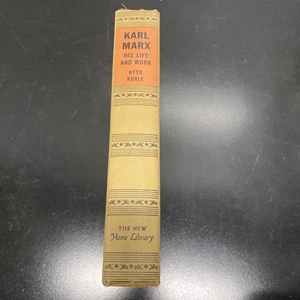 KARL
MARX
HIS LIFE
AND WORK
OTTO
RÜHLE
THE NEW
Home Library